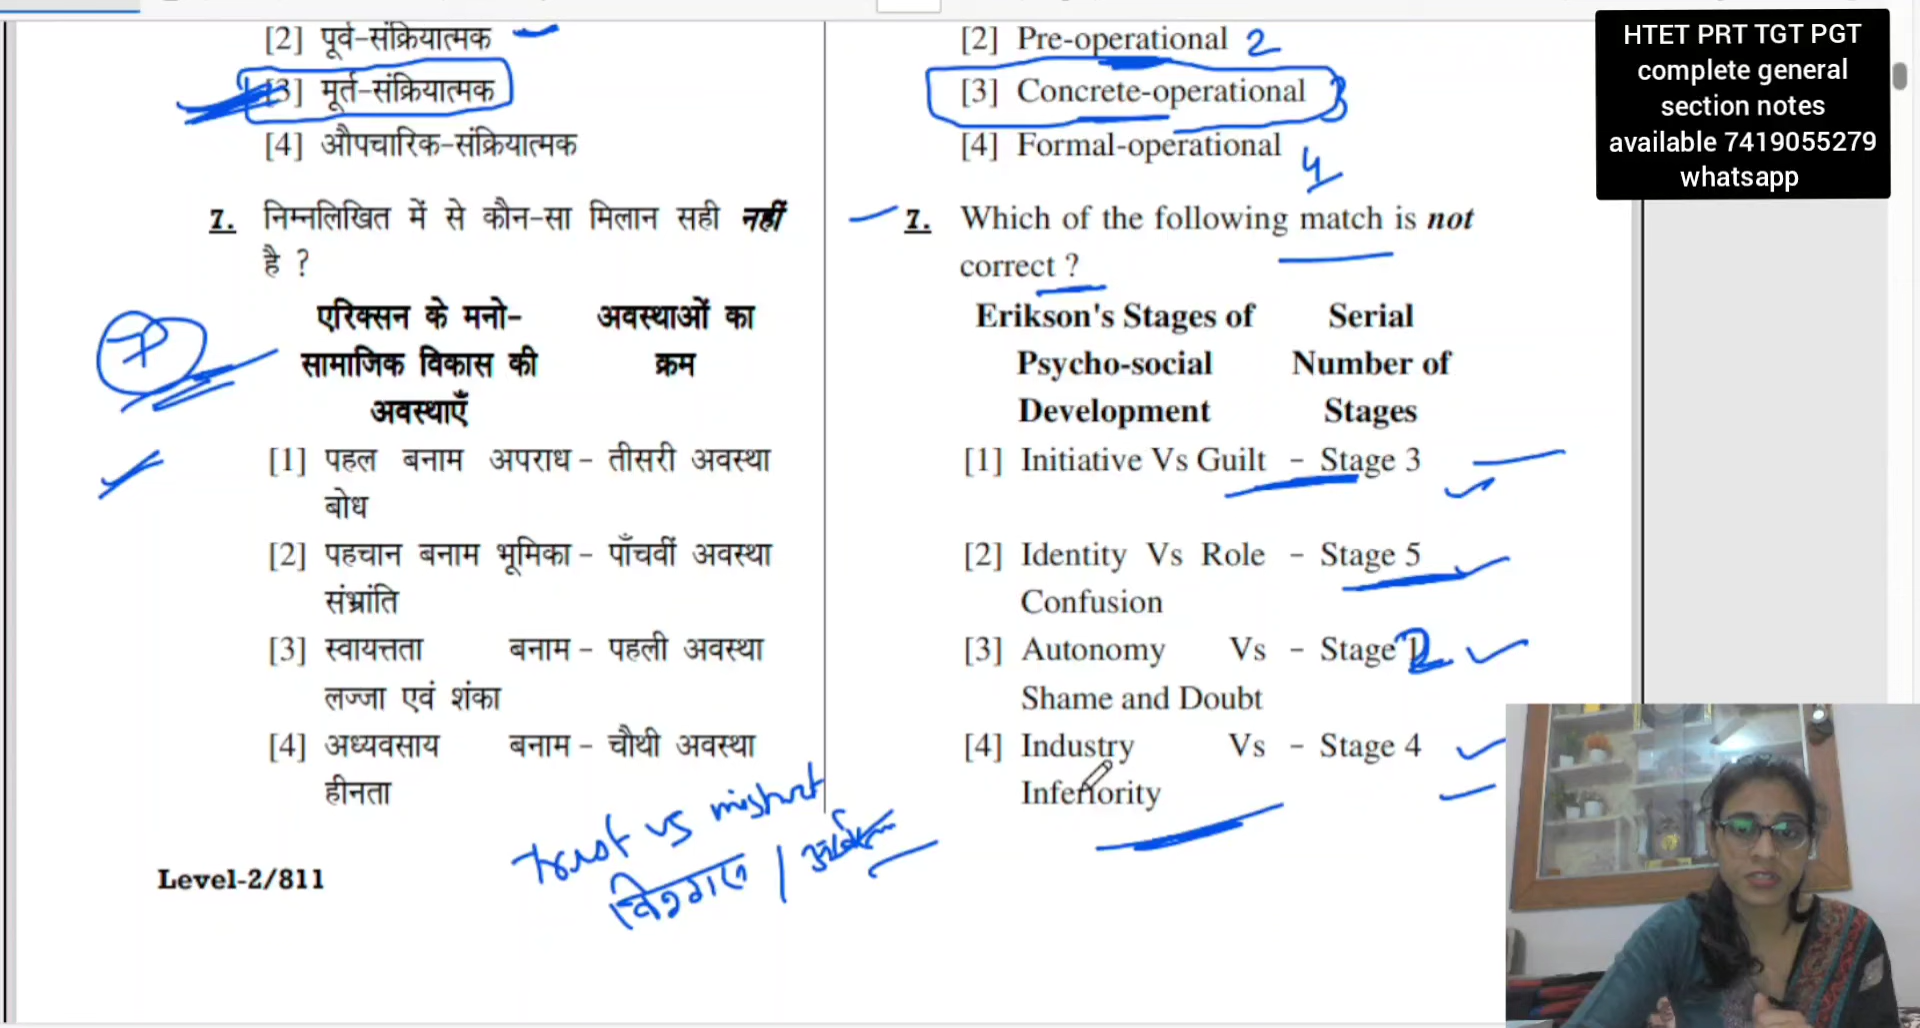 [2] पूर्व-संक्रियात्मक
[3] मूर्त-संक्रियात्मक
[4] औपचारिक-संक्रियात्मक
7. निम्नलिखित में से कौन-सा मिलान सही नहीं
है ?
एरिक्सन के मनो- अवस्थाओं का
सामाजिक विकास की क्रम
अवस्थाएँ
[1] पहल बनाम अपराध - तीसरी अवस्था
बोध
[2] पहचान बनाम भूमिका - पाँचवीं अवस्था
संभ्रांति
[3] स्वायत्तता बनाम - पहली अवस्था
लज्जा एवं शंका
[4] अध्यवसाय बनाम - चौथी अवस्था
हीनता
7
trust vs mistrust
Level-2/811
[2] Pre-operational 2
[3] Concrete-operational 3
[4] Formal-operational 4
7. Which of the following match is not
correct ?
Erikson's Stages of Serial
Psycho-social Number of
Development Stages
[1] Initiative Vs Guilt - Stage 3
[2] Identity Vs Role - Stage 5
Confusion
[3] Autonomy Vs - Stage 2
Shame and Doubt
[4] Industry Vs - Stage 4
Inferiority
HTET PRT TGT PGT
complete general
section notes
available 7419055279
whatsapp